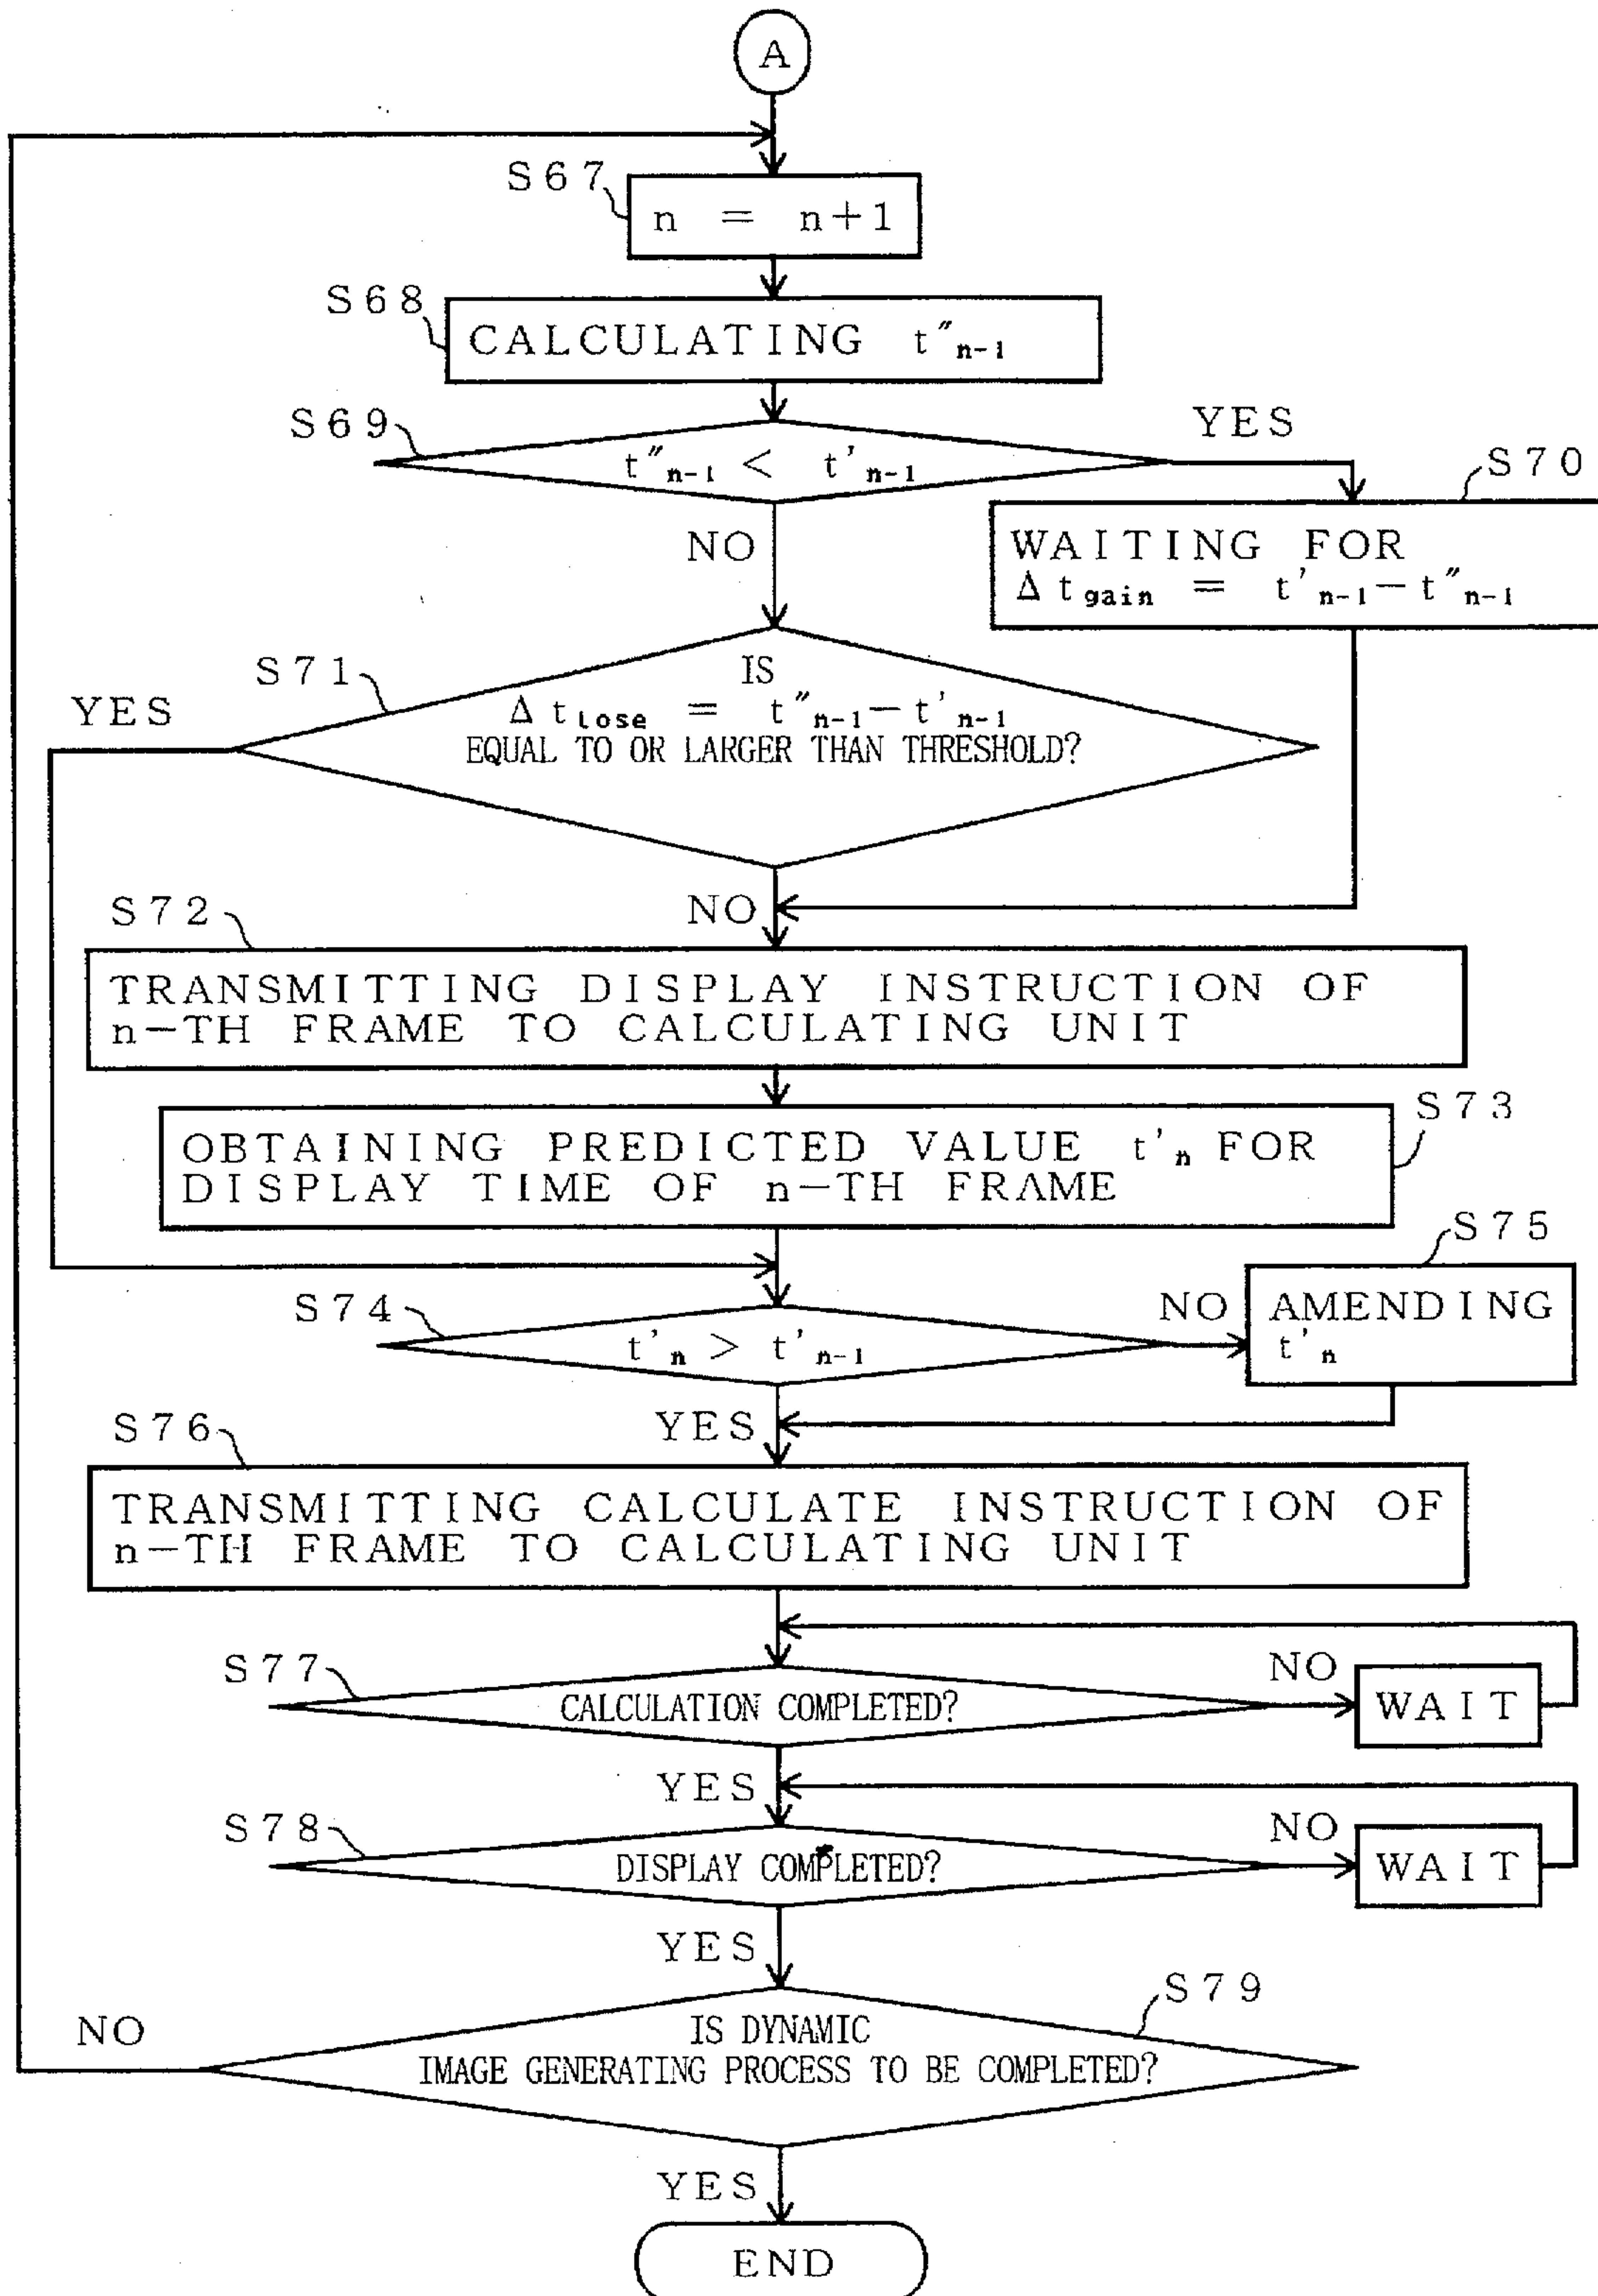 A
S67
n = n+1
S68
CALCULATING t″n-1
S69
t″n-1 < t'n-1
YES
NO
S70
WAITING FOR
Δtgain = t'n-1−t″n-1
S71
YES
IS
Δtlose = t″n-1−t'n-1
EQUAL TO OR LARGER THAN THRESHOLD?
NO
S72
TRANSMITTING DISPLAY INSTRUCTION OF
n−TH FRAME TO CALCULATING UNIT
S73
OBTAINING PREDICTED VALUE t'n FOR
DISPLAY TIME OF n−TH FRAME
S74
t'n > t'n-1
NO
S75
AMENDING
t'n
YES
S76
TRANSMITTING CALCULATE INSTRUCTION OF
n−TH FRAME TO CALCULATING UNIT
S77
CALCULATION COMPLETED?
NO
WAIT
YES
S78
DISPLAY COMPLETED?
NO
WAIT
YES
S79
NO
IS DYNAMIC
IMAGE GENERATING PROCESS TO BE COMPLETED?
YES
END